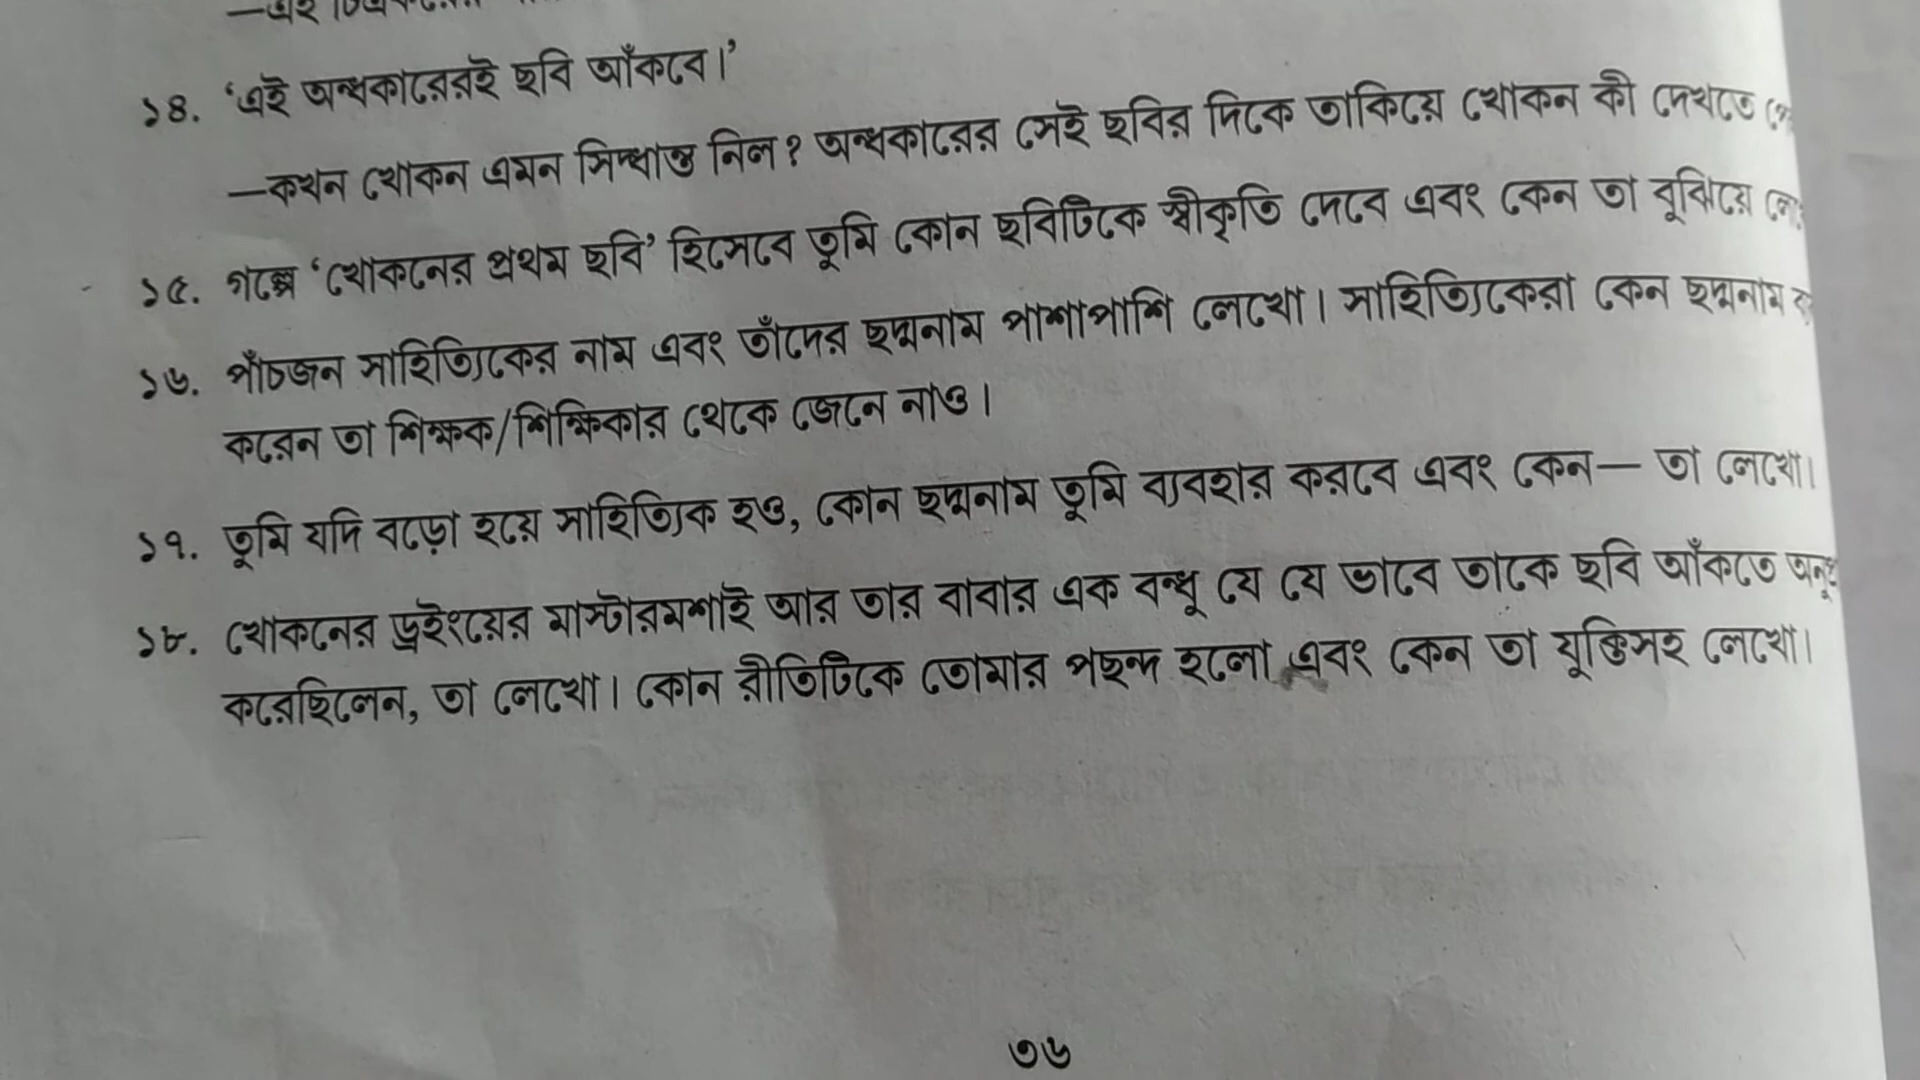 —এই
১৪. ‘এই অন্ধকারেরই ছবি আঁকবে।’
—কখন খোকন এমন সিদ্ধান্ত নিল? অন্ধকারের সেই ছবির দিকে তাকিয়ে খোকন কী দেখতে
১৫. গল্পে ‘খোকনের প্রথম ছবি’ হিসেবে তুমি কোন ছবিটিকে স্বীকৃতি দেবে এবং কেন তা বুঝিয়ে
১৬. পাঁচজন সাহিত্যিকের নাম এবং তাঁদের ছদ্মনাম পাশাপাশি লেখো। সাহিত্যিকেরা কেন ছদ্মনাম
করেন তা শিক্ষক/শিক্ষিকার থেকে জেনে নাও।
১৭. তুমি যদি বড়ো হয়ে সাহিত্যিক হও, কোন ছদ্মনাম তুমি ব্যবহার করবে এবং কেন— তা লেখো।
১৮. খোকনের ড্রইংয়ের মাস্টারমশাই আর তার বাবার এক বন্ধু যে যে ভাবে তাকে ছবি আঁকতে
করেছিলেন, তা লেখো। কোন রীতিটিকে তোমার পছন্দ হলো এবং কেন তা যুক্তিসহ লেখো।
৩৬